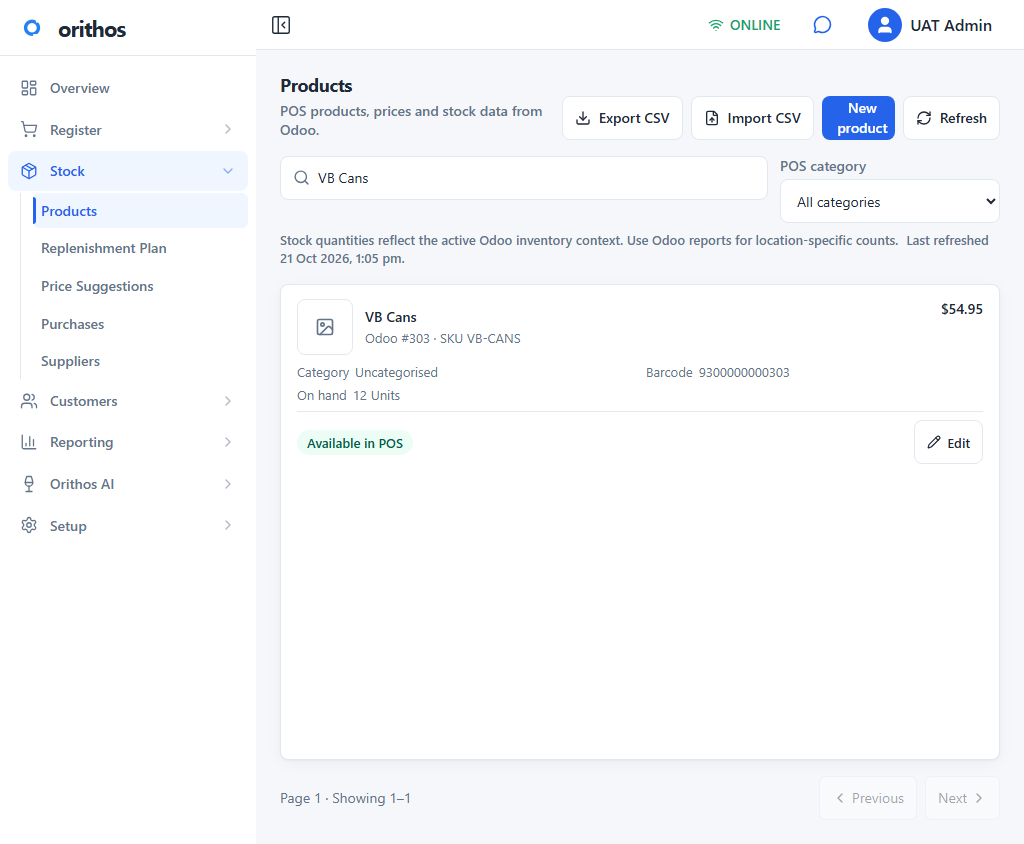 orithos
ONLINE
UAT Admin
Overview
Register
Stock
Products
Replenishment Plan
Price Suggestions
Purchases
Suppliers
Customers
Reporting
Orithos AI
Setup
Products
POS products, prices and stock data from
Odoo.
Export CSV
Import CSV
New
product
Refresh
VB Cans
POS category
All categories
Stock quantities reflect the active Odoo inventory context. Use Odoo reports for location-specific counts. Last refreshed
21 Oct 2026, 1:05 pm.
VB Cans
$54.95
Odoo #303 · SKU VB-CANS
Category Uncategorised
Barcode 9300000000303
On hand 12 Units
Available in POS
Edit
Page 1 · Showing 1–1
Previous
Next